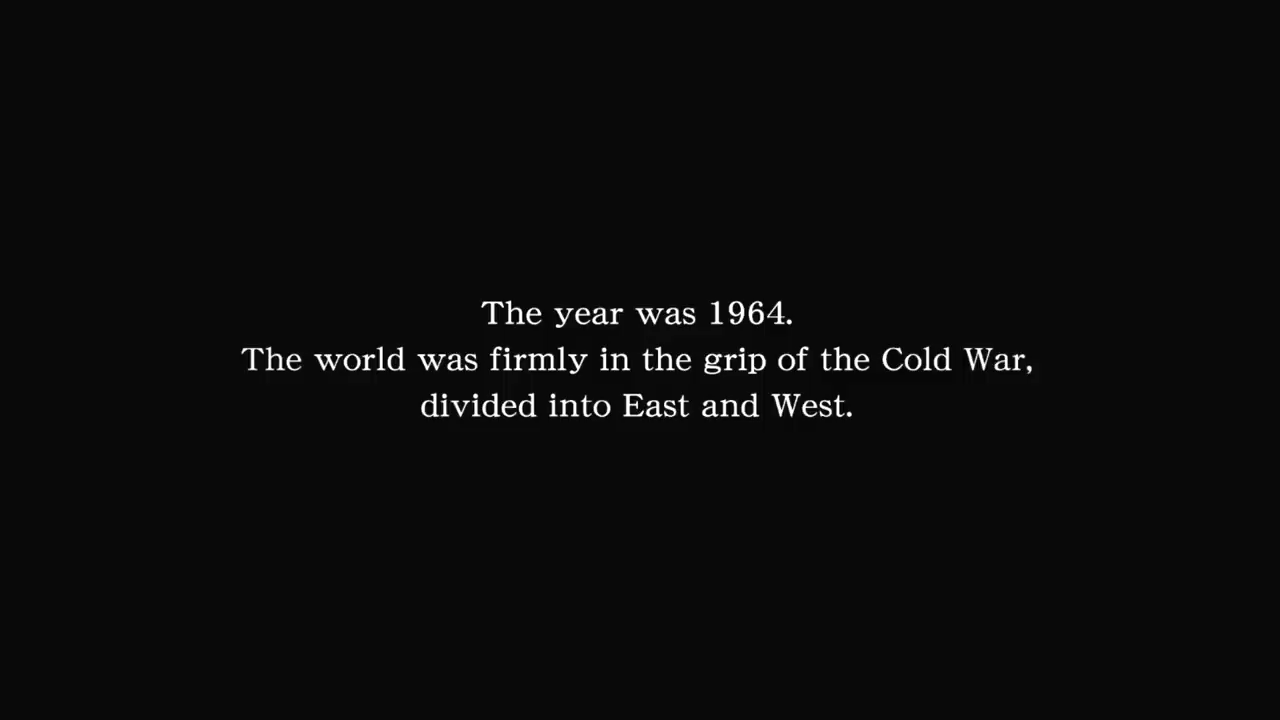 The year was 1964.
The world was firmly in the grip of the Cold War,
divided into East and West.